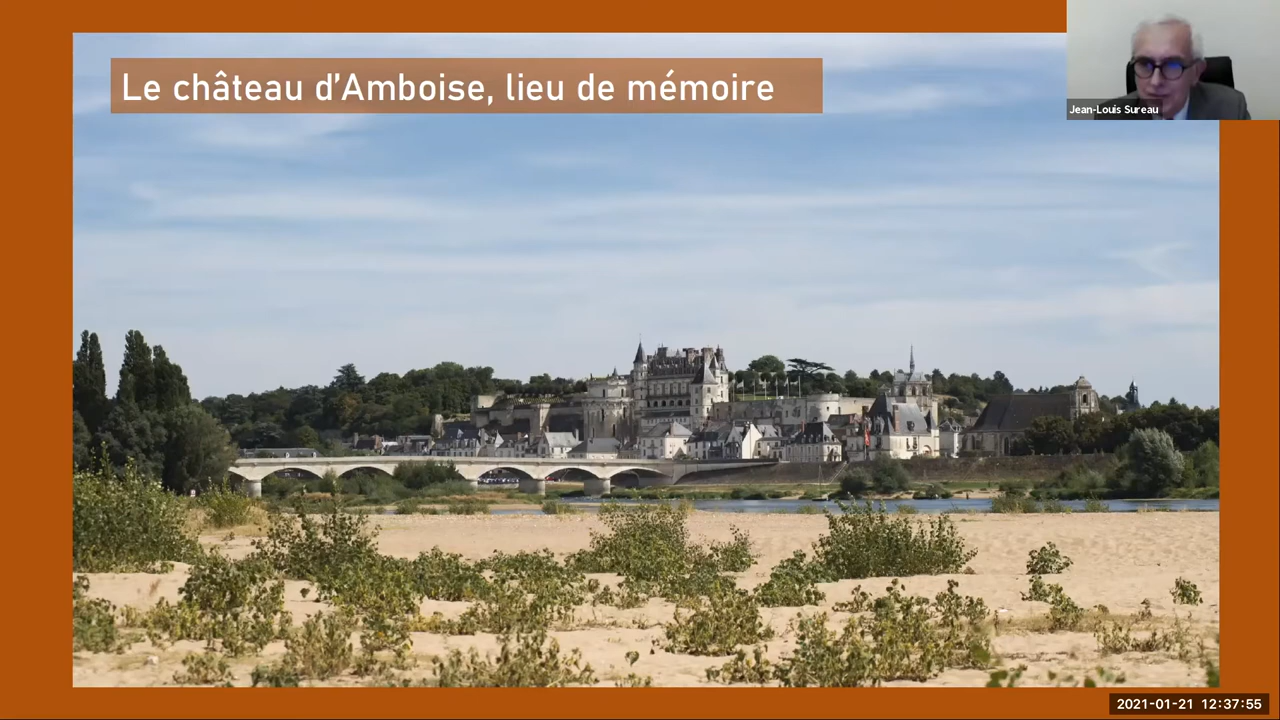 Le château d'Amboise, lieu de mémoire
Jean-Louis Sureau
2021-01-21 12:37:55